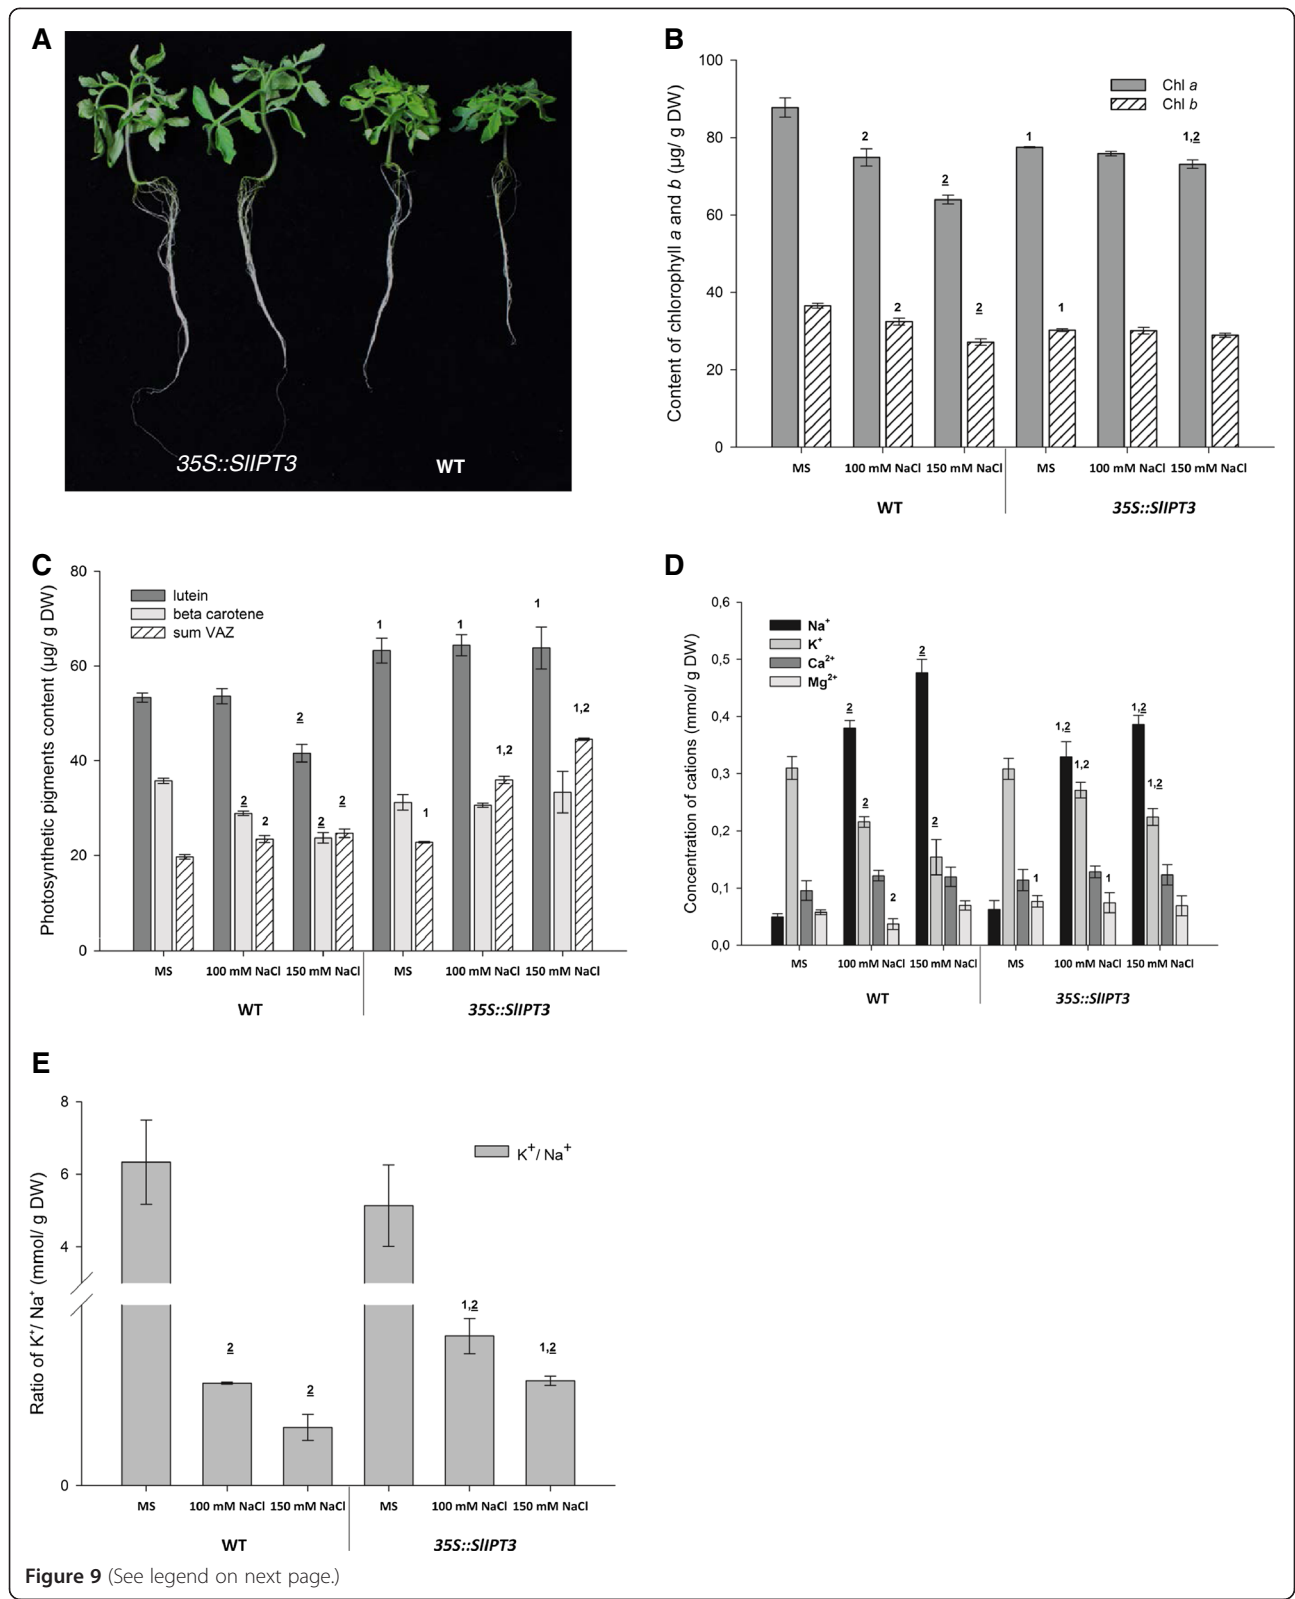 A
35S::SlIPT3
WT
B
Content of chlorophyll a and b (µg/ g DW)
100
80
60
40
20
0
Chl a
Chl b
2
2
1
1,2
2
2
1
MS
100 mM NaCl
150 mM NaCl
MS
100 mM NaCl
150 mM NaCl
WT
35S::SlIPT3
C
Photosynthetic pigments content (µg/ g DW)
80
60
40
20
0
lutein
beta carotene
sum VAZ
2
2
2
2
2
1
1
1
1,2
1
1,2
MS
100 mM NaCl
150 mM NaCl
MS
100 mM NaCl
150 mM NaCl
WT
35S::SlIPT3
D
Concentration of cations (mmol/ g DW)
0,6
0,5
0,4
0,3
0,2
0,1
0,0
Na+
K+
Ca2+
Mg2+
2
2
2
2
2
1
1,2
1,2
1
1,2
1,2
MS
100 mM NaCl
150 mM NaCl
MS
100 mM NaCl
150 mM NaCl
WT
35S::SlIPT3
E
Ratio of K+/ Na+ (mmol/ g DW)
8
6
4
0
K+/ Na+
2
2
1,2
1,2
MS
100 mM NaCl
150 mM NaCl
MS
100 mM NaCl
150 mM NaCl
WT
35S::SlIPT3
Figure 9 (See legend on next page.)